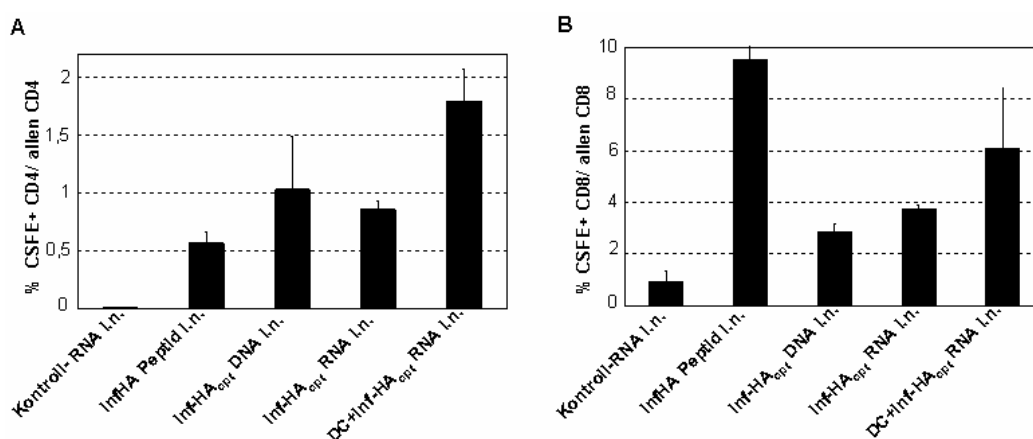 A
% CSFE+ CD4/ allen CD4
2
1,5
1
0,5
0
Kontroll- RNA I.n.
InfHA Peptid I.n.
Inf-HAopt DNA I.n.
Inf-HAopt RNA I.n.
DC+Inf-HAopt RNA I.n.
B
% CSFE+ CD8/ allen CD8
10
8
6
4
2
0
Kontroll-RNA I.n.
InfHA Peptid I.n.
Inf-HAopt DNA I.n.
Inf-HAopt RNA I.n.
DC+Inf-HAopt RNA I.n.